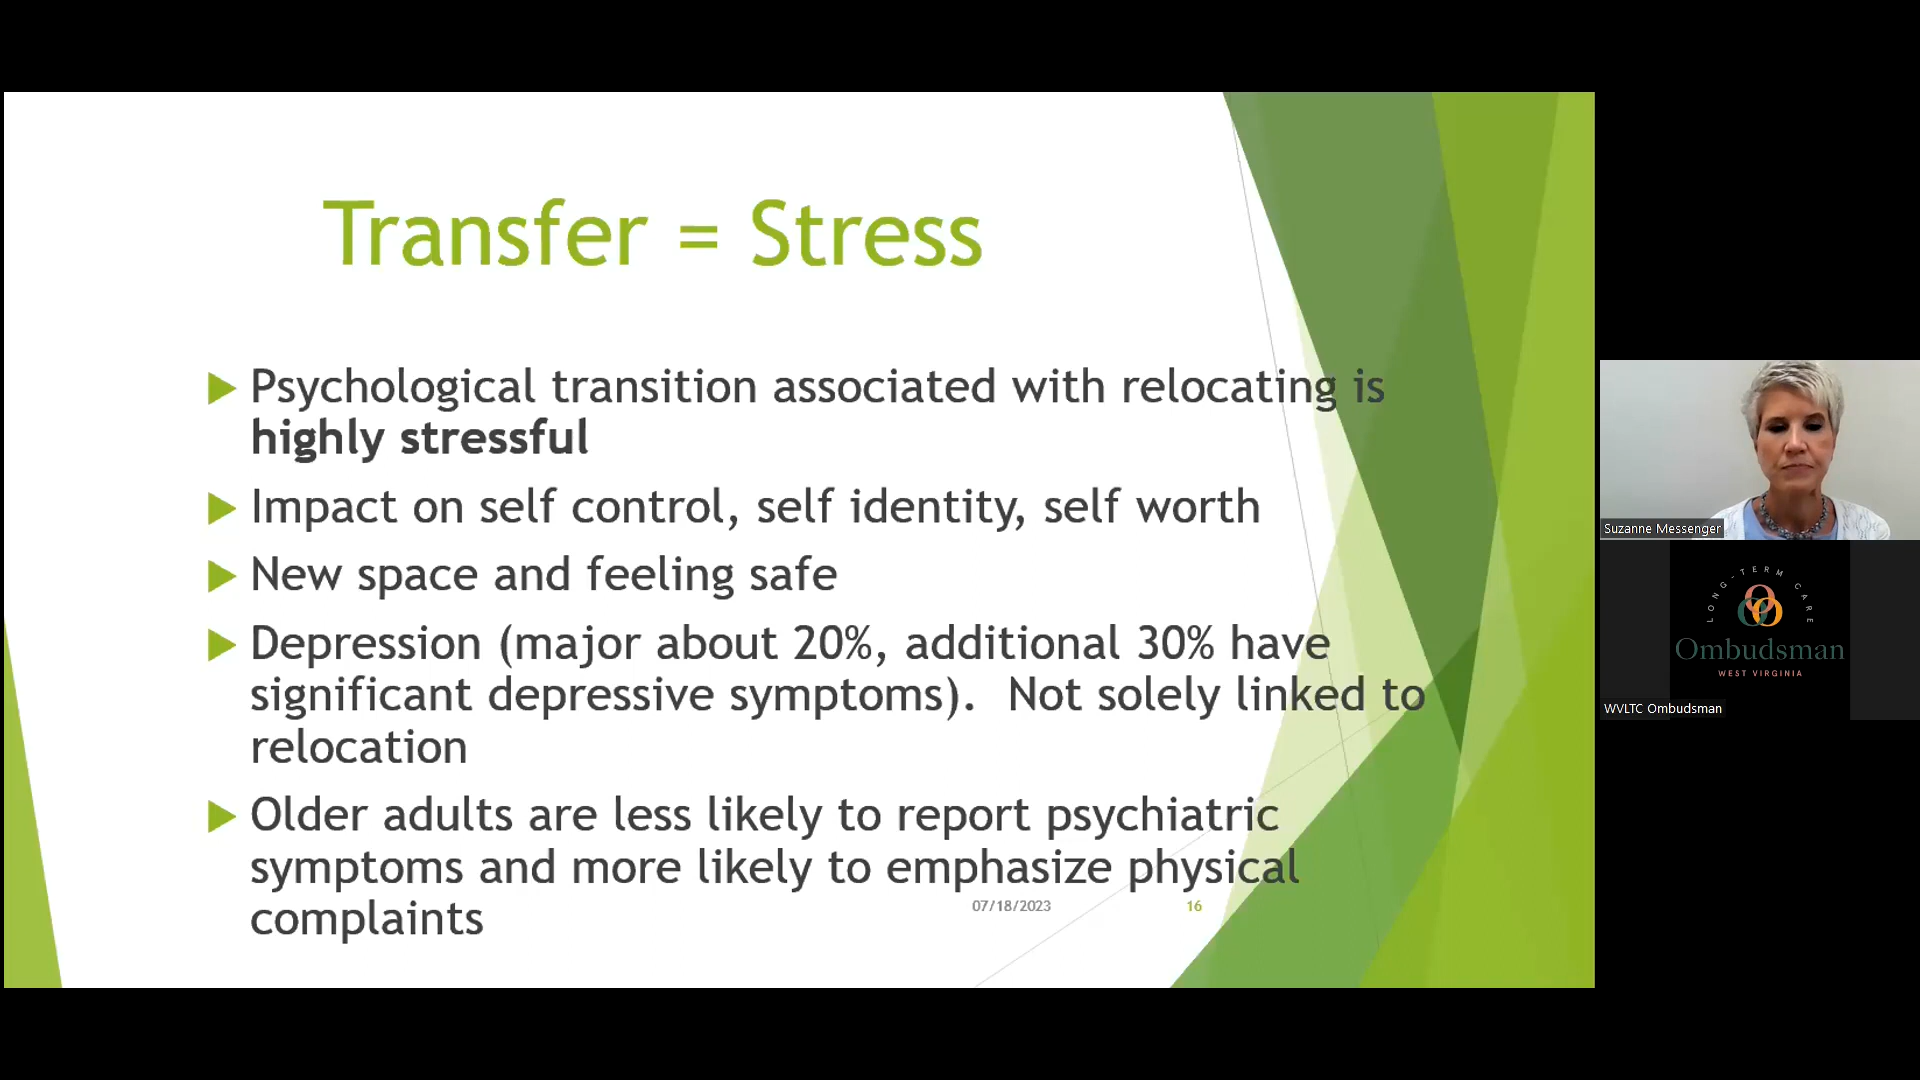 Transfer = Stress
Psychological transition associated with relocating is
highly stressful
Impact on self control, self identity, self worth
New space and feeling safe
Depression (major about 20%, additional 30% have
significant depressive symptoms).  Not solely linked to
relocation
Older adults are less likely to report psychiatric
symptoms and more likely to emphasize physical
complaints
07/18/2023
16
Suzanne Messenger
LONG-TERM CARE
Ombudsman
WEST VIRGINIA
WVLTC Ombudsman